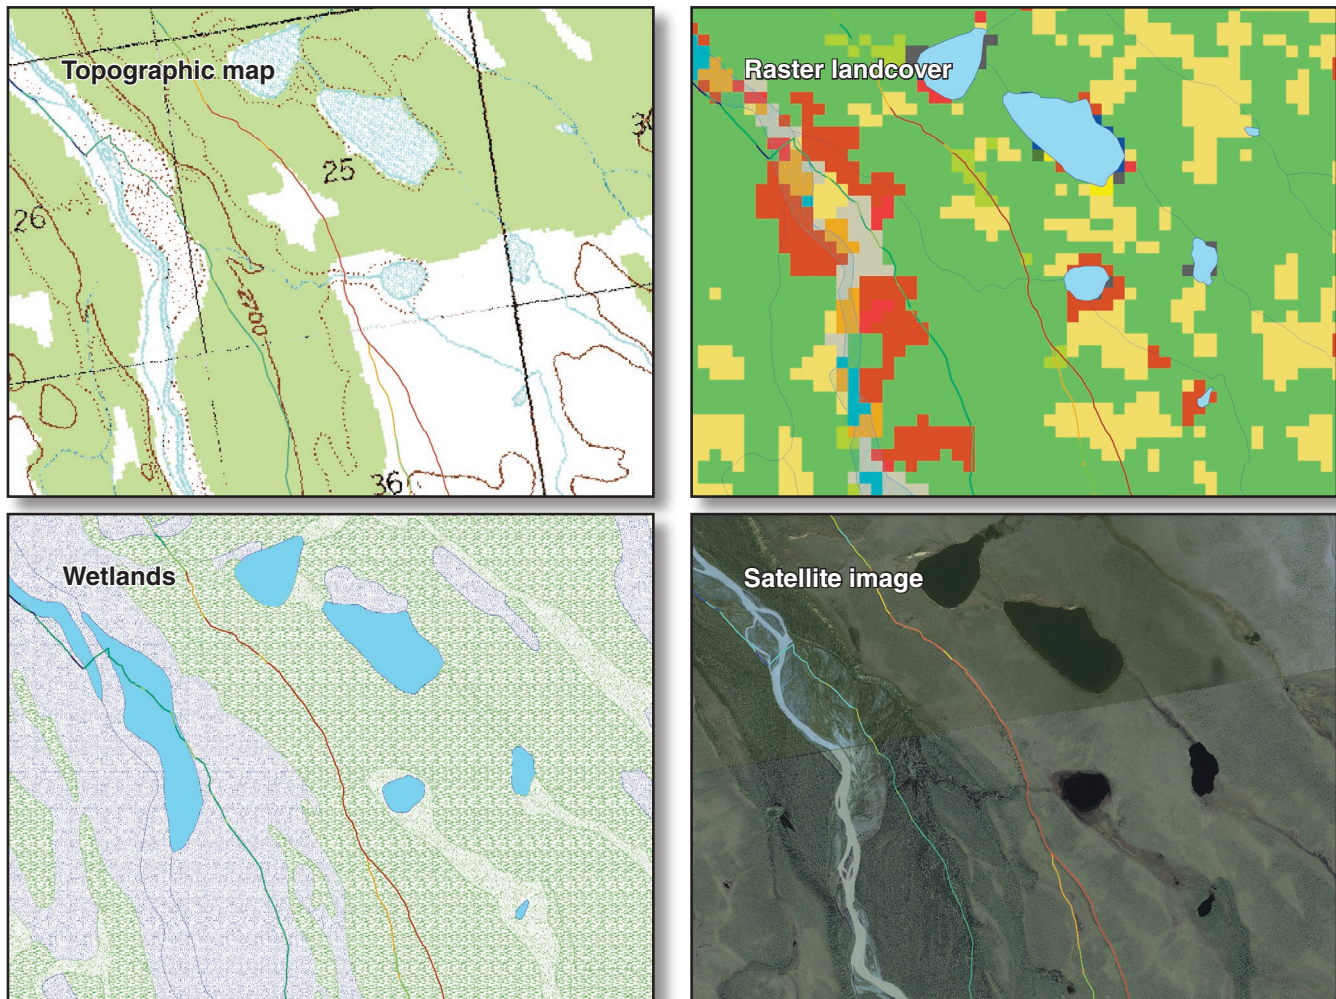 Topographic map
25
26
2700
36
Raster landcover
Wetlands
Satellite image